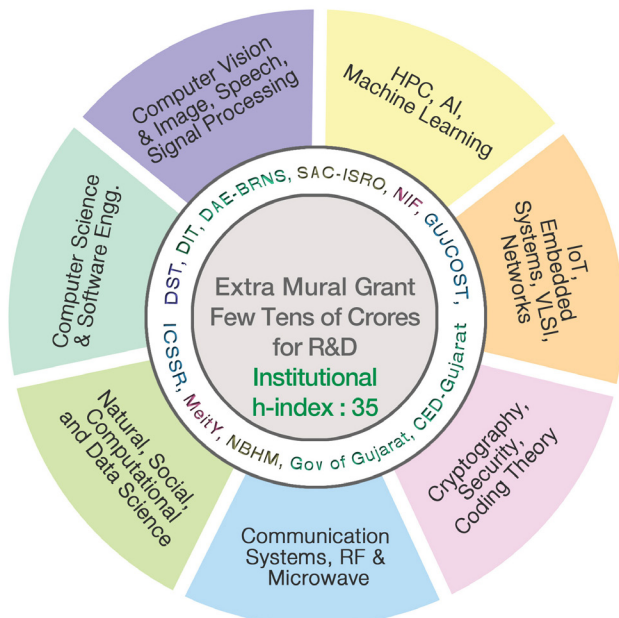 Computer Vision
& Image, Speech,
Signal Processing
HPC, AI,
Machine Learning
IoT,
Embedded
Systems, VLSI,
Networks
Cryptography,
Security,
Coding Theory
Communication
Systems, RF &
Microwave
Natural, Social,
Computational
and Data Science
Computer Science
& Software Engg.
DST, DIT, DAE-BRNS, SAC-ISRO, NIF, GUJCOST,
ICSSR, MeitY, NBHM, Gov of Gujarat, CED-Gujarat
Extra Mural Grant
Few Tens of Crores
for R&D
Institutional
h-index : 35